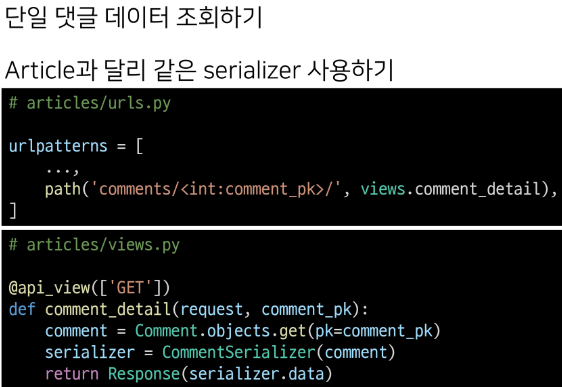 단일 댓글 데이터 조회하기
Article과 달리 같은 serializer 사용하기
# articles/urls.py
urlpatterns = [
    ...,
    path('comments/<int:comment_pk>/', views.comment_detail),
]
# articles/views.py
@api_view(['GET'])
def comment_detail(request, comment_pk):
    comment = Comment.objects.get(pk=comment_pk)
    serializer = CommentSerializer(comment)
    return Response(serializer.data)